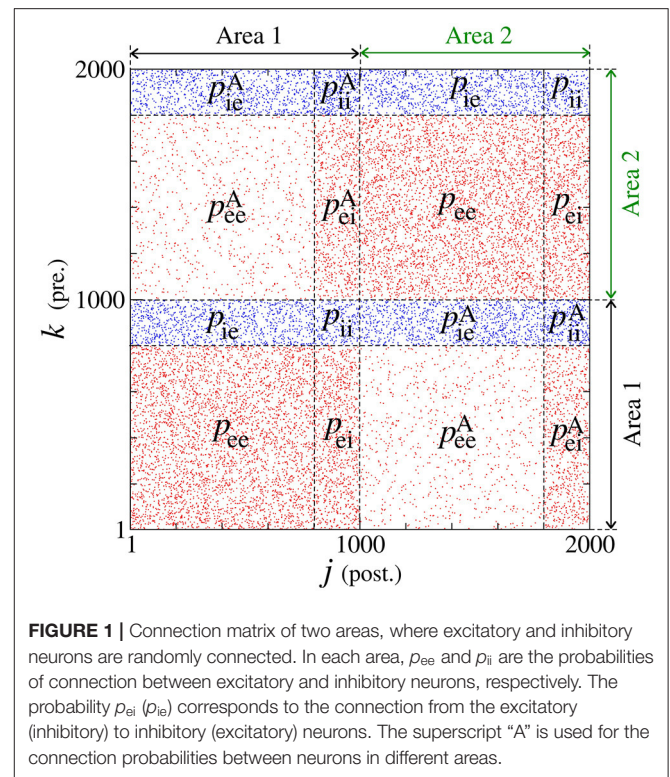 Area 1 Area 2
2000
p^A_ie p^A_ii p_ie p_ii
p^A_ee p^A_ei p_ee p_ei
Area 2
k (pre.)
1000
p_ie p_ii p^A_ie p^A_ii
p_ee p_ei p^A_ee p^A_ei
Area 1
1
1 1000 2000
j (post.)
FIGURE 1 | Connection matrix of two areas, where excitatory and inhibitory
neurons are randomly connected. In each area, p_ee and p_ii are the probabilities
of connection between excitatory and inhibitory neurons, respectively. The
probability p_ei (p_ie) corresponds to the connection from the excitatory
(inhibitory) to inhibitory (excitatory) neurons. The superscript “A” is used for the
connection probabilities between neurons in different areas.